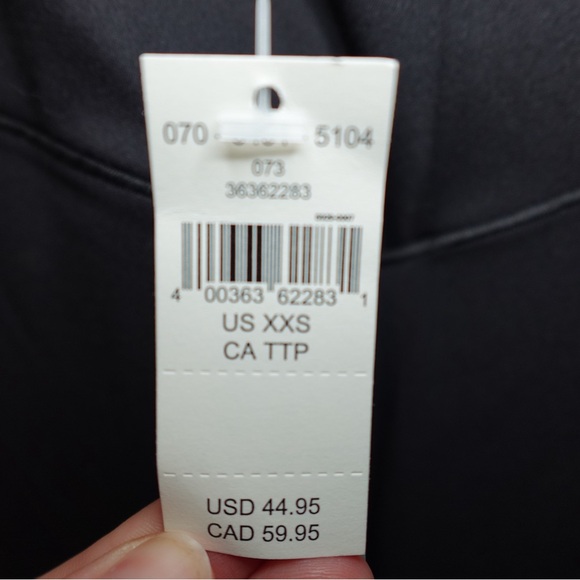 070 5104
073
36362283
4 00363 62283 1
US XXS
CA TTP
USD 44.95
CAD 59.95